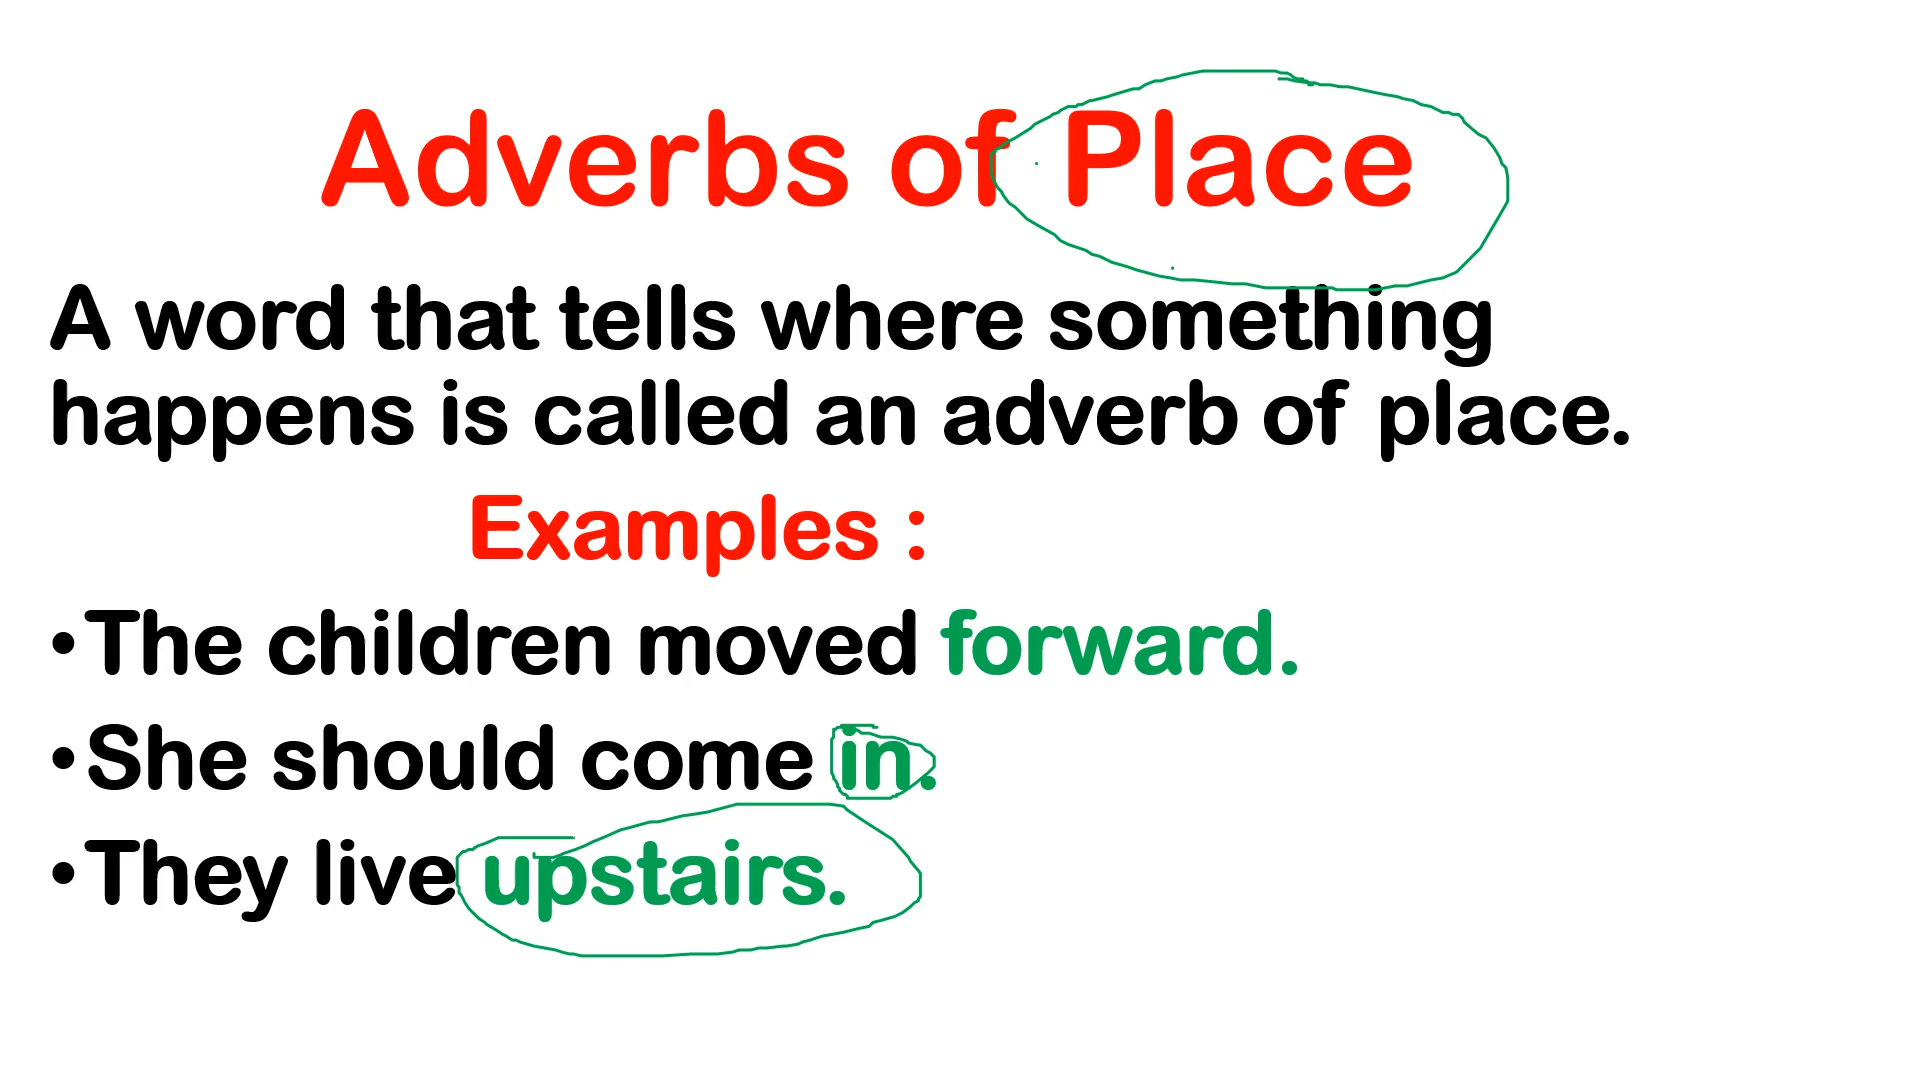 Adverbs of Place
A word that tells where something
happens is called an adverb of place.
Examples :
•The children moved forward.
•She should come in.
•They live upstairs.